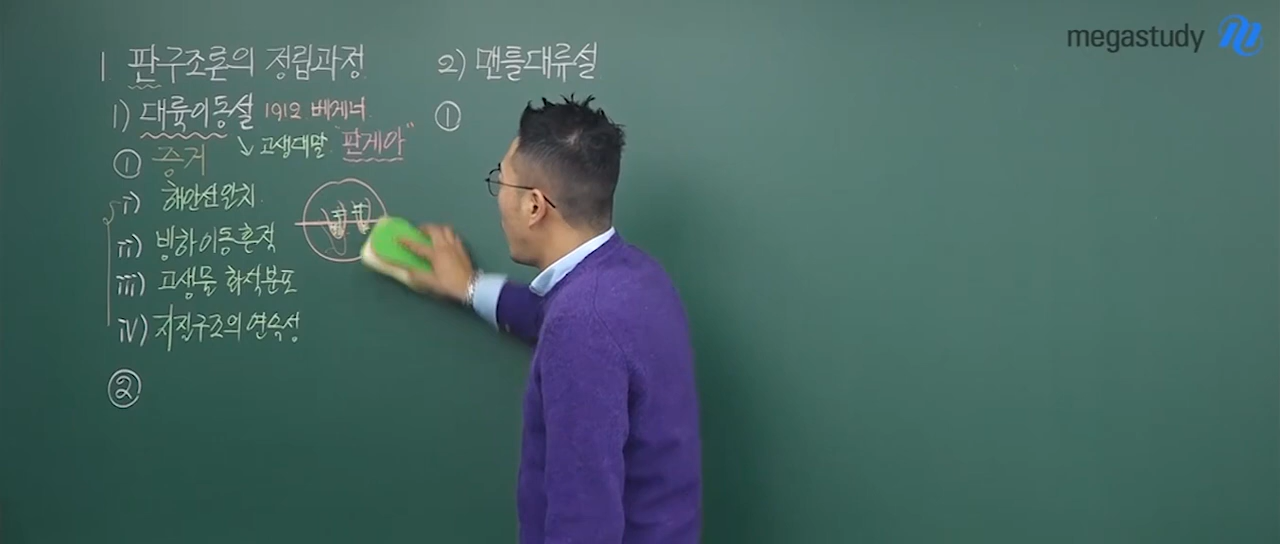 megastudy
1 판구조론의 정립과정
1) 대륙이동설 1912 베게너
↘ 고생대말 "판게아"
① 증거
i) 해안선일치
ii) 빙하이동흔적
iii) 고생물 화석분포
iv) 지질구조의 연속성
②
2) 맨틀대류설
①